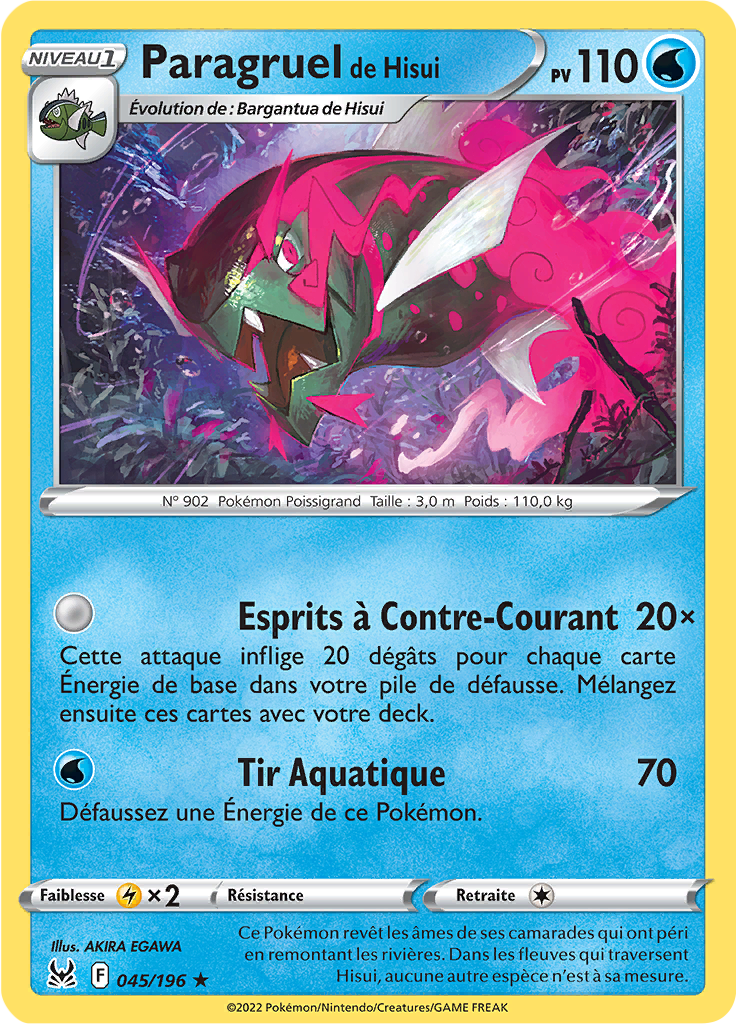 NIVEAU 1
Paragruel de Hisui
PV 110
Évolution de : Bargantua de Hisui
N° 902 Pokémon Poissigrand Taille : 3,0 m Poids : 110,0 kg
Esprits à Contre-Courant 20×
Cette attaque inflige 20 dégâts pour chaque carte
Énergie de base dans votre pile de défausse. Mélangez
ensuite ces cartes avec votre deck.
Tir Aquatique 70
Défaussez une Énergie de ce Pokémon.
Faiblesse ×2 Résistance Retraite
Illus. AKIRA EGAWA
F 045/196 ★
Ce Pokémon revêt les âmes de ses camarades qui ont péri
en remontant les rivières. Dans les fleuves qui traversent
Hisui, aucune autre espèce n'est à sa mesure.
©2022 Pokémon/Nintendo/Creatures/GAME FREAK